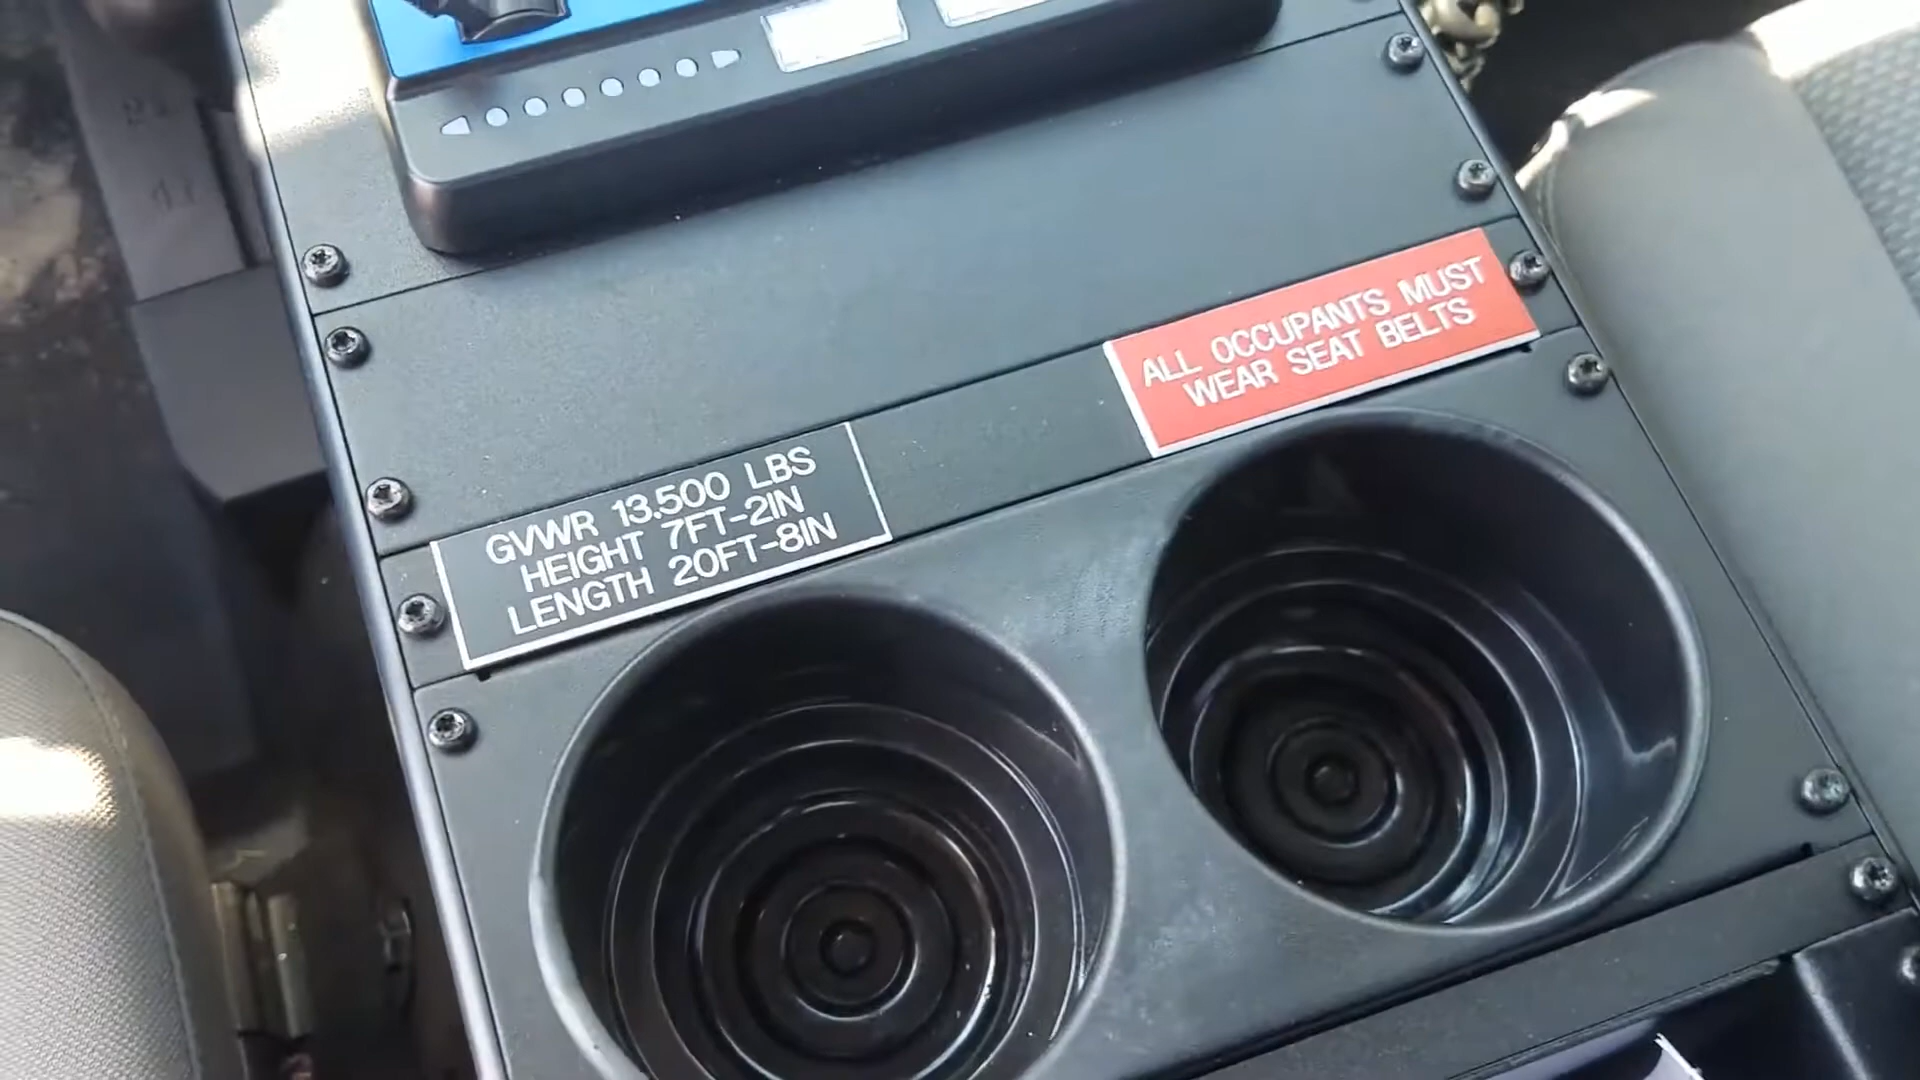 ALL OCCUPANTS MUST
WEAR SEAT BELTS
GVWR 13.500 LBS
HEIGHT 7FT-2IN
LENGTH 20FT-8IN